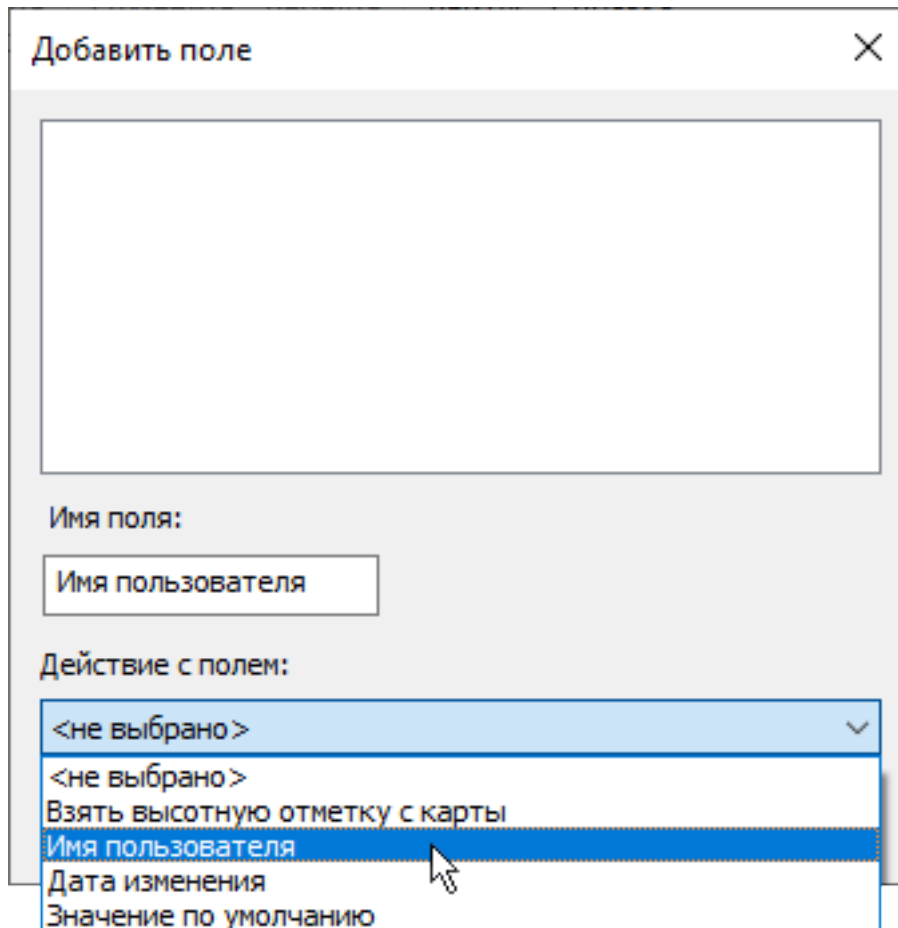 Добавить поле
Имя поля:
Имя пользователя
Действие с полем:
<не выбрано>
<не выбрано>
Взять высотную отметку с карты
Имя пользователя
Дата изменения
Значение по умолчанию